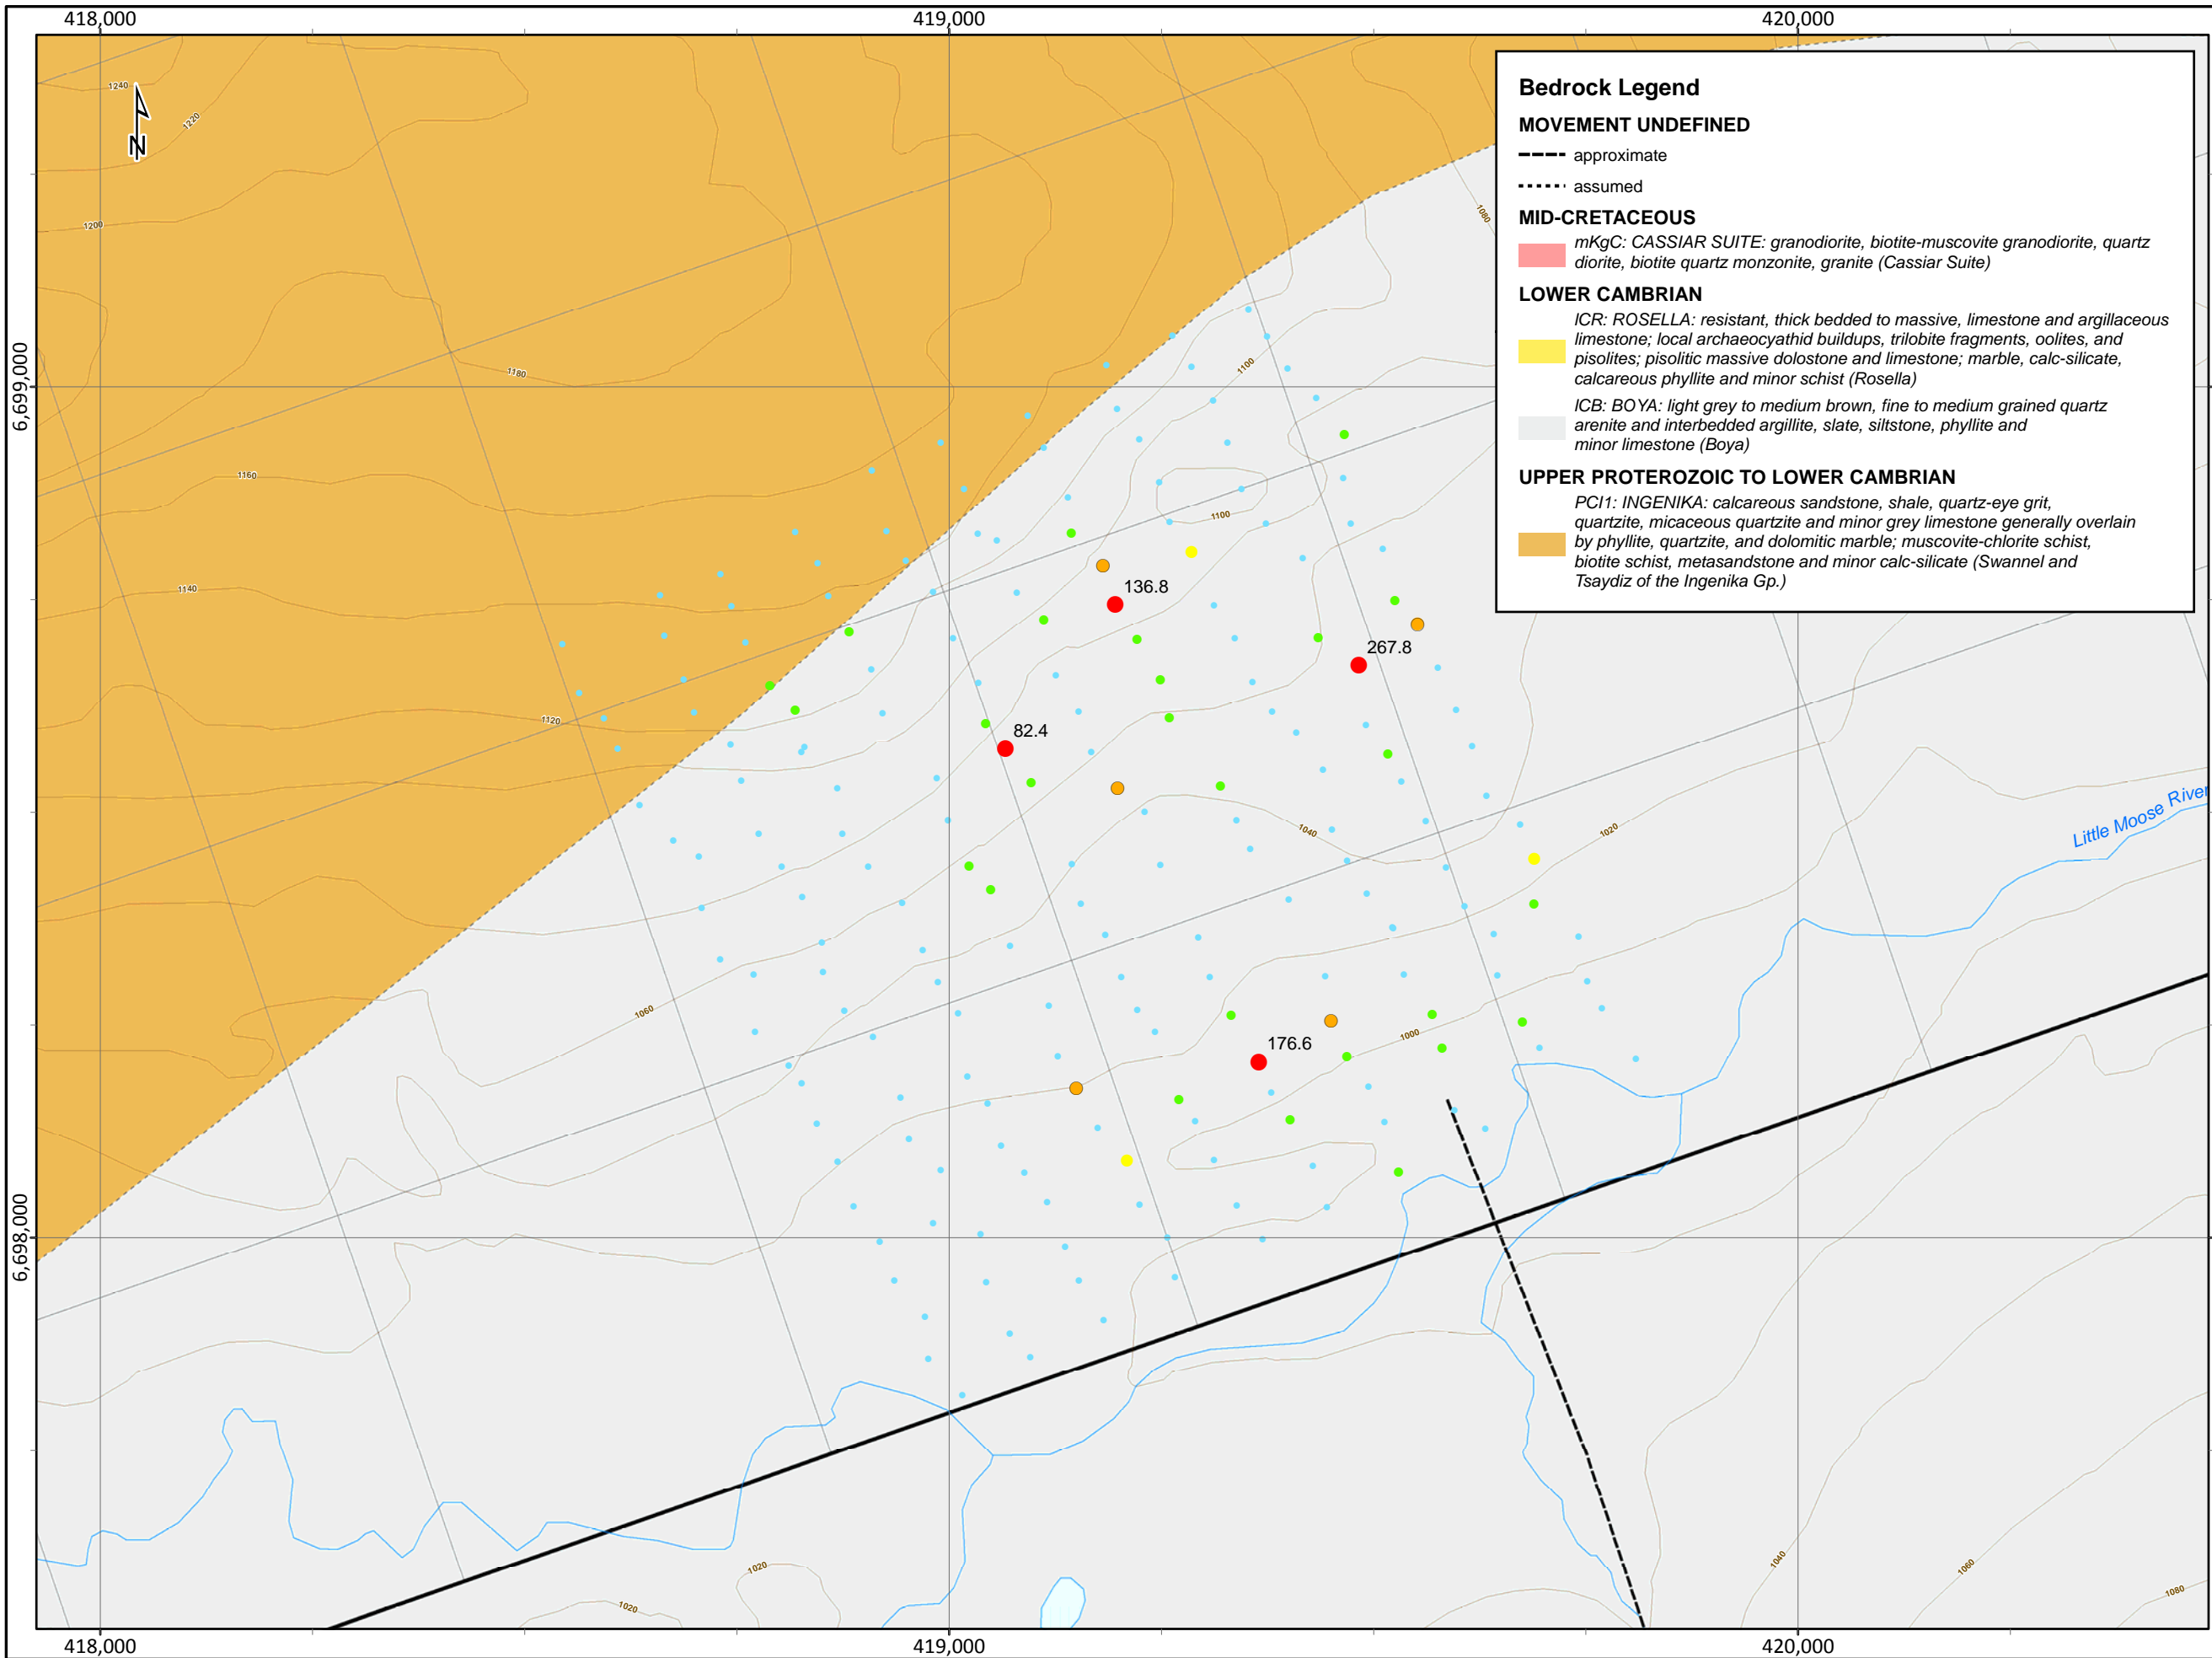 418,000
419,000
420,000
1240
1220
N
1200
1180
1160
1140
1120
1100
1100
1080
6,699,000
136.8
267.8
82.4
1040
1020
Little Moose River
1060
1000
176.6
6,698,000
1020
1020
1040
1060
1080
418,000
419,000
420,000
Bedrock Legend
MOVEMENT UNDEFINED
approximate
assumed
MID-CRETACEOUS
mKgC: CASSIAR SUITE: granodiorite, biotite-muscovite granodiorite, quartz
diorite, biotite quartz monzonite, granite (Cassiar Suite)
LOWER CAMBRIAN
lCR: ROSELLA: resistant, thick bedded to massive, limestone and argillaceous
limestone; local archaeocyathid buildups, trilobite fragments, oolites, and
pisolites; pisolitic massive dolostone and limestone; marble, calc-silicate,
calcareous phyllite and minor schist (Rosella)
lCB: BOYA: light grey to medium brown, fine to medium grained quartz
arenite and interbedded argillite, slate, siltstone, phyllite and
minor limestone (Boya)
UPPER PROTEROZOIC TO LOWER CAMBRIAN
PCI1: INGENIKA: calcareous sandstone, shale, quartz-eye grit,
quartzite, micaceous quartzite and minor grey limestone generally overlain
by phyllite, quartzite, and dolomitic marble; muscovite-chlorite schist,
biotite schist, metasandstone and minor calc-silicate (Swannel and
Tsaydiz of the Ingenika Gp.)